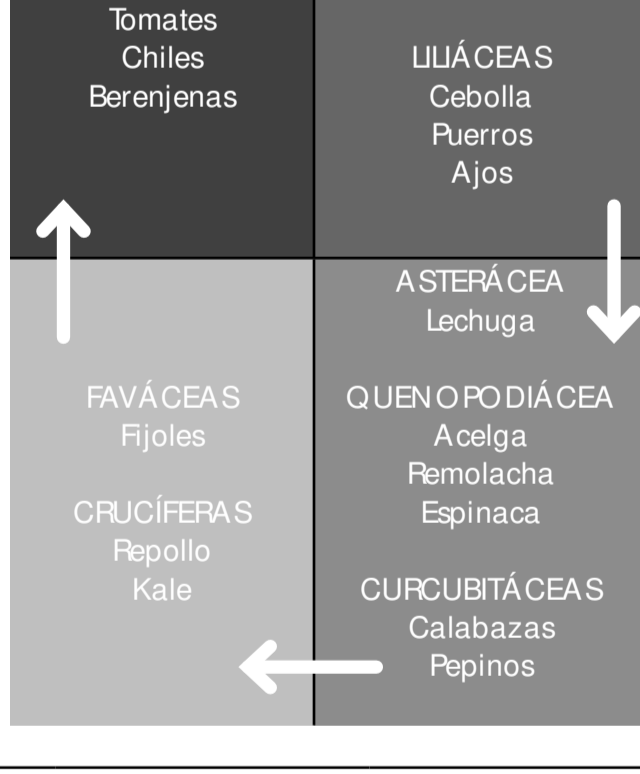 Tomates
Chiles
Berenjenas
LILIÁCEAS
Cebolla
Puerros
Ajos
ASTERÁCEA
Lechuga
QUENOPODIÁCEA
Acelga
Remolacha
Espinaca
CURCUBITÁCEAS
Calabazas
Pepinos
FAVÁCEAS
Fijoles
CRUCÍFERAS
Repollo
Kale